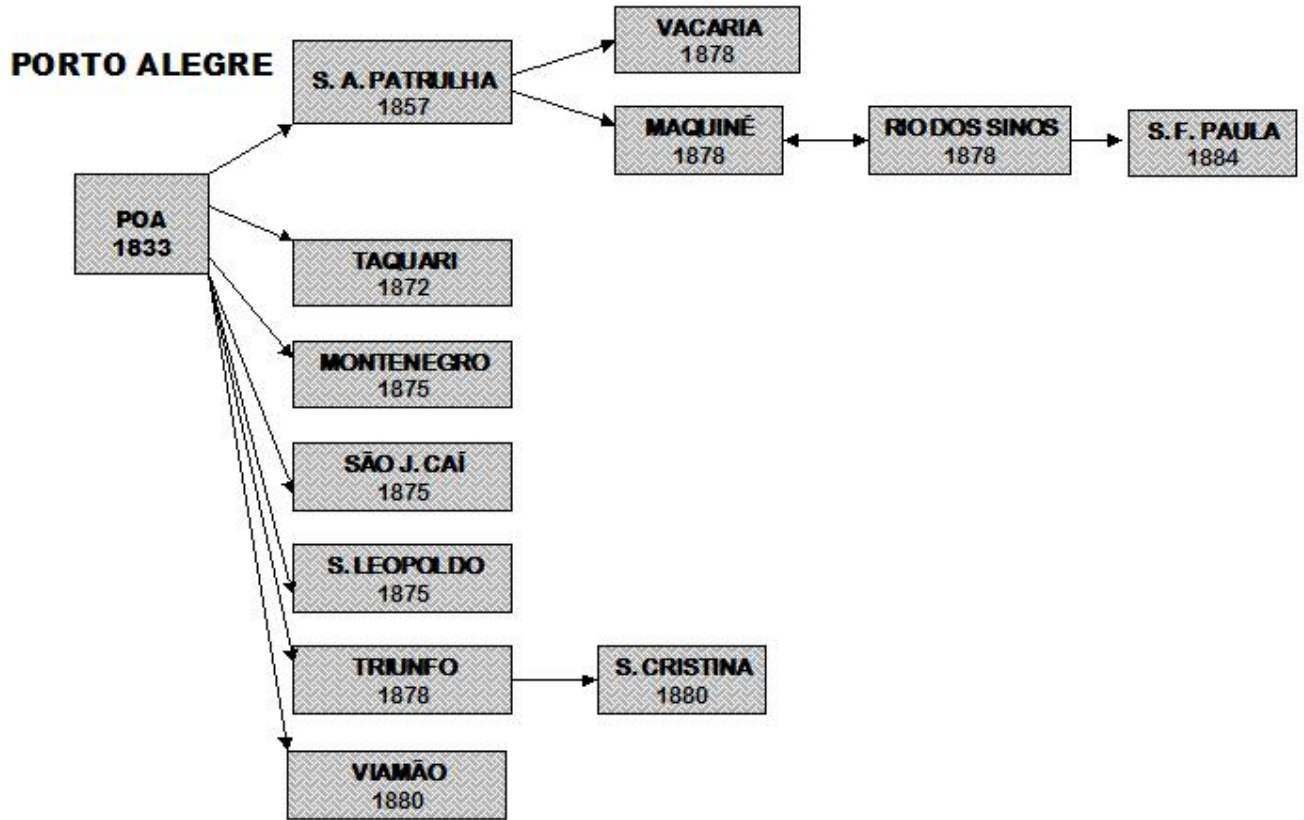 PORTO ALEGRE
POA
1833
S. A. PATRULHA
1857
VACARIA
1878
MAQUINÉ
1878
RIO DOS SINOS
1878
S. F. PAULA
1884
TAQUARI
1872
MONTENEGRO
1875
SÃO J. CAÍ
1875
S. LEOPOLDO
1875
TRIUNFO
1878
S. CRISTINA
1880
VIAMÃO
1880